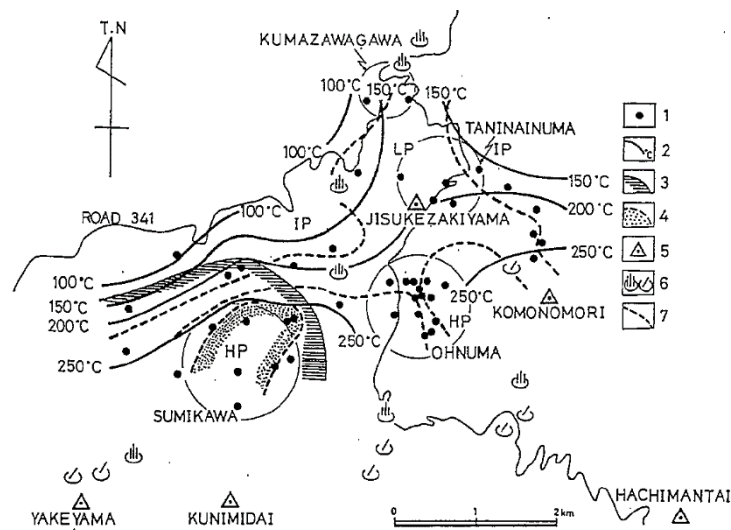 T.N
KUMAZAWAGAWA
100°C
150°C
150°C
TANINAINUMA
100°C
LP
IP
1
2
°C
3
4
5
6
7
150°C
ROAD 341
100°C
IP
JISUKEZAKIYAMA
200°C
250°C
100°C
150°C
200°C
250°C
KOMONOMORI
HP
250°C
HP
250°C
OHNUMA
SUMIKAWA
YAKEYAMA
KUNIMIDAI
0 1 2km
HACHIMANTAI